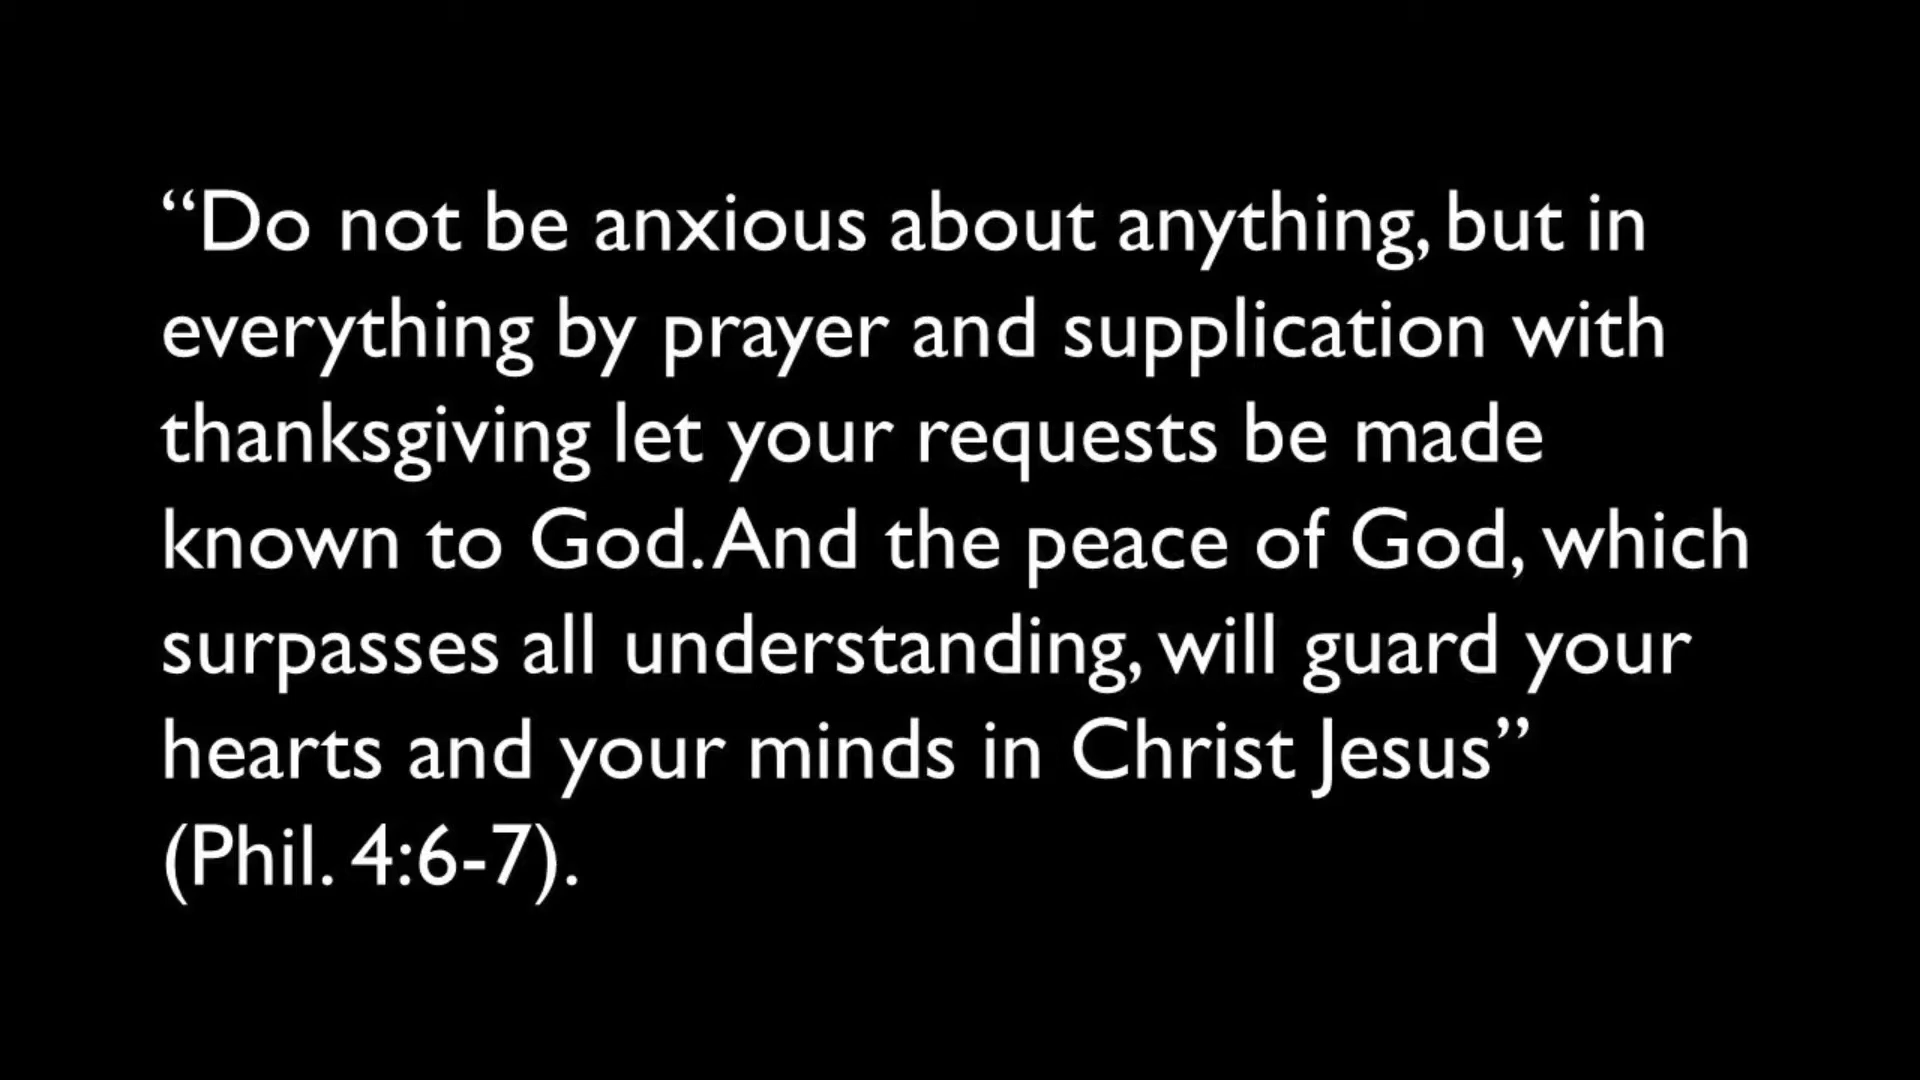 “Do not be anxious about anything, but in
everything by prayer and supplication with
thanksgiving let your requests be made
known to God. And the peace of God, which
surpasses all understanding, will guard your
hearts and your minds in Christ Jesus”
(Phil. 4:6-7).